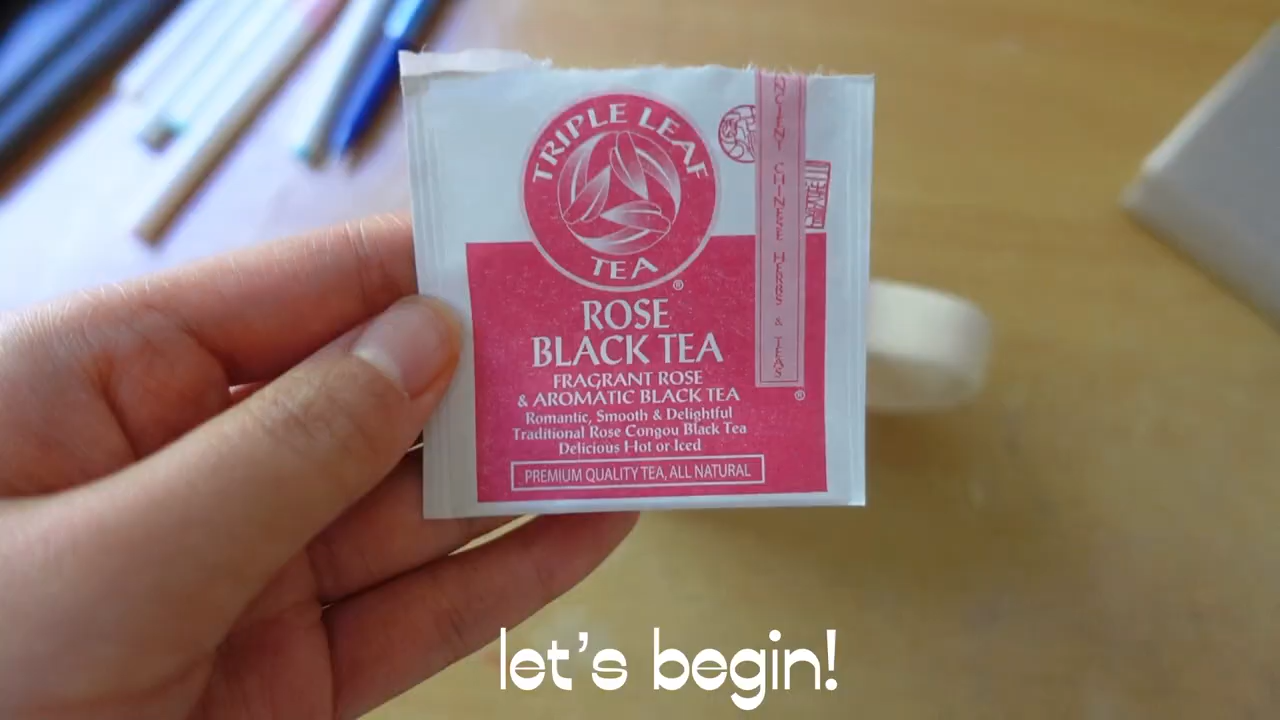 TRIPLE LEAF
TEA
®
ROSE
BLACK TEA
FRAGRANT ROSE
& AROMATIC BLACK TEA
Romantic, Smooth & Delightful
Traditional Rose Congou Black Tea
Delicious Hot or Iced
PREMIUM QUALITY TEA, ALL NATURAL
NCIENT CHINESE HERBS & TEAS
®
let's begin!